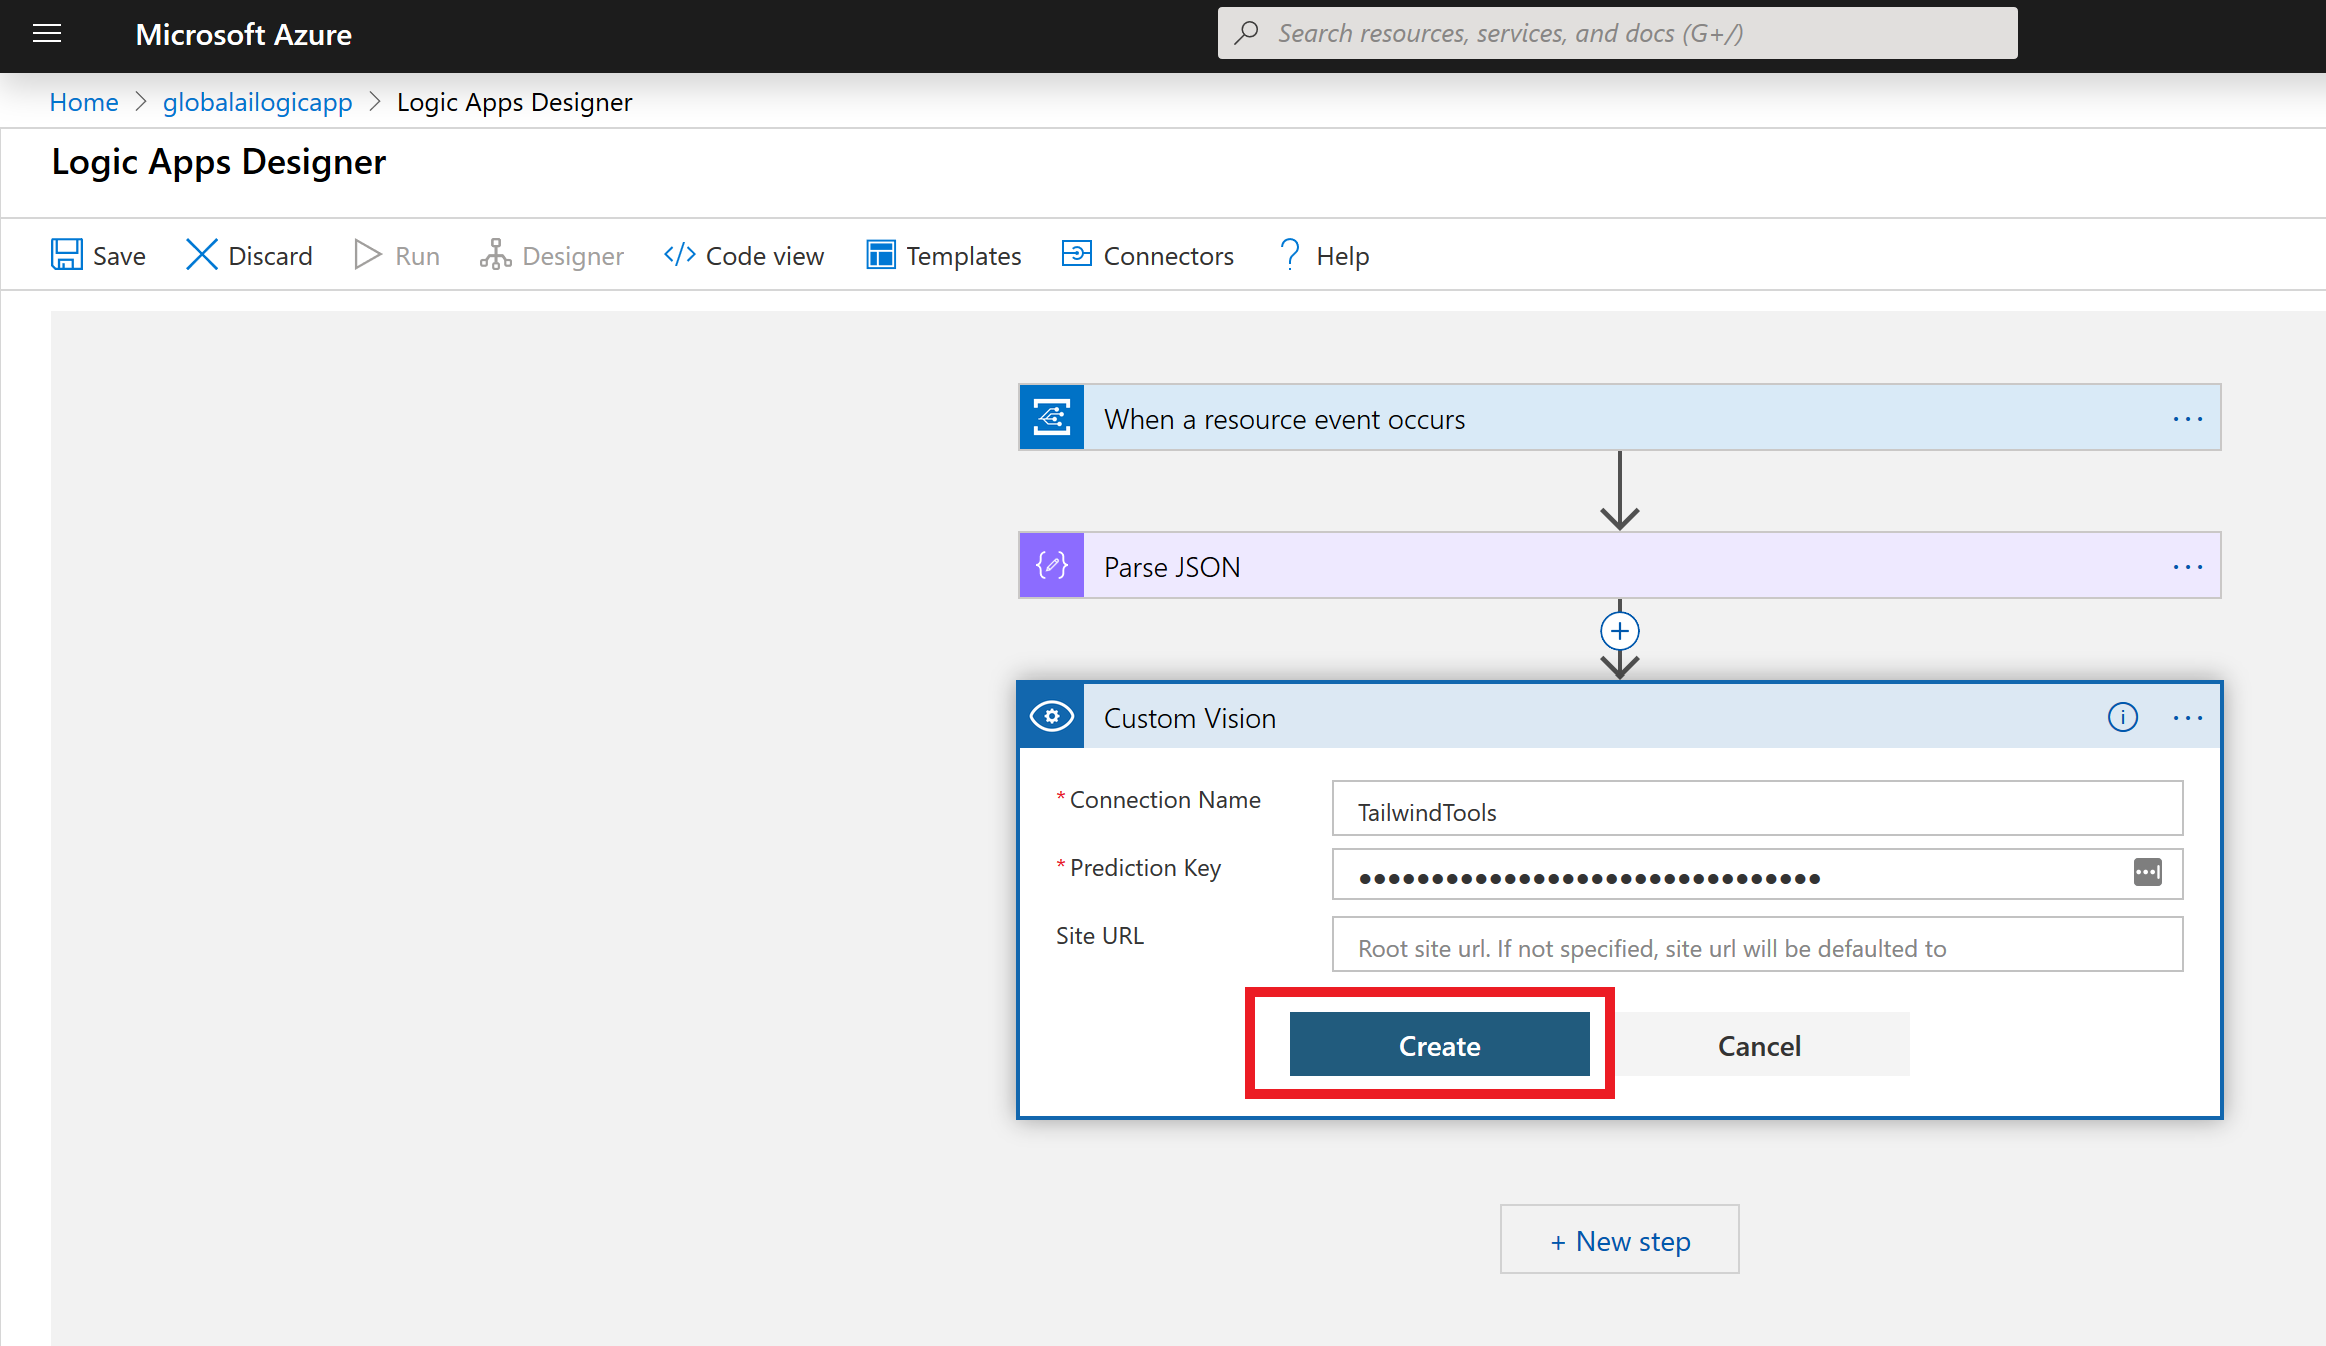 Microsoft Azure
Search resources, services, and docs (G+/)
Home > globalailogicapp > Logic Apps Designer
Logic Apps Designer
Save Discard Run Designer </> Code view Templates Connectors ? Help
When a resource event occurs ...
Parse JSON ...
Custom Vision ...
* Connection Name TailwindTools
* Prediction Key ••••••••••••••••••••••••••••••••
Site URL Root site url. If not specified, site url will be defaulted to
Create Cancel
+ New step